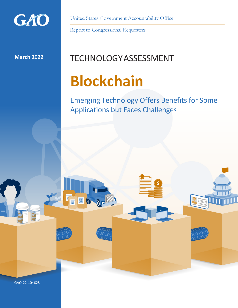 GAO
United States Government Accountability Office
Report to Congressional Requesters
March 2022
TECHNOLOGY ASSESSMENT
Blockchain
Emerging Technology Offers Benefits for Some
Applications but Faces Challenges